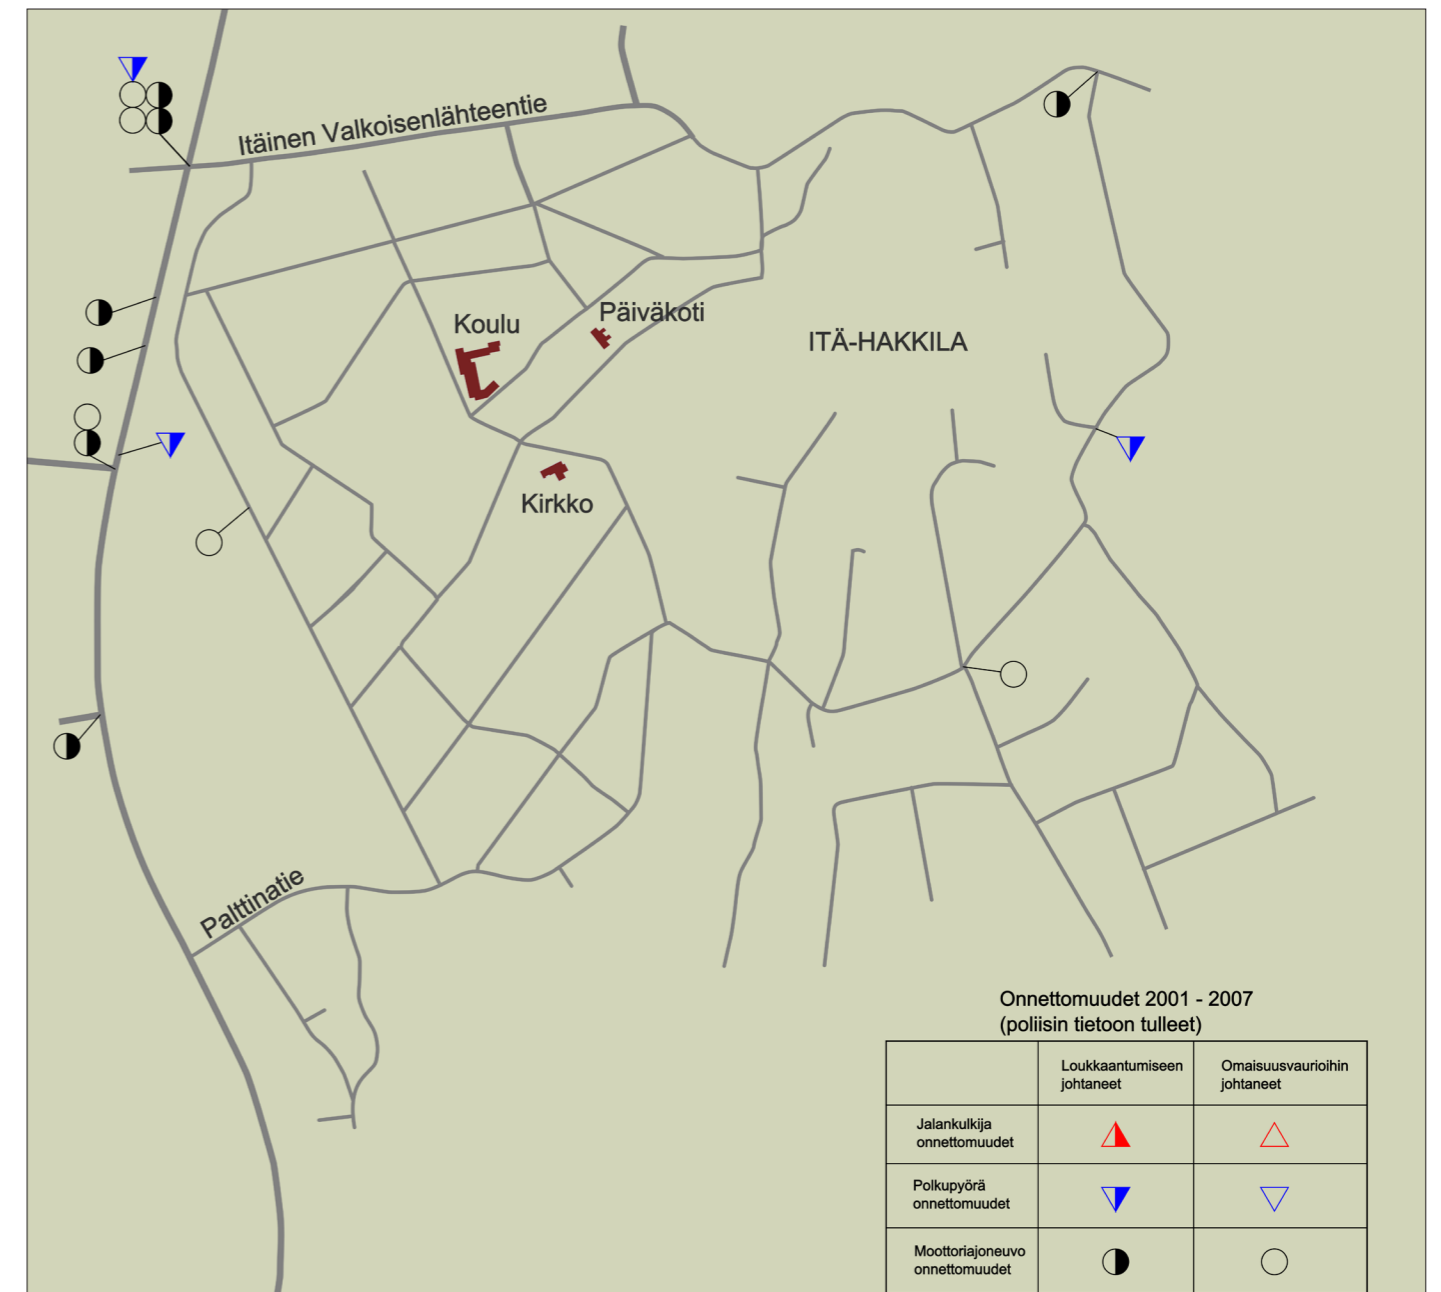 Itäinen Valkoisenlähteentie
Koulu
Päiväkoti
ITÄ-HAKKILA
Kirkko
Palttinatie
Onnettomuudet 2001 - 2007
(poliisin tietoon tulleet)
Loukkaantumiseen
johtaneet
Omaisuusvaurioihin
johtaneet
Jalankulkija
onnettomuudet
Polkupyörä
onnettomuudet
Moottoriajoneuvo
onnettomuudet